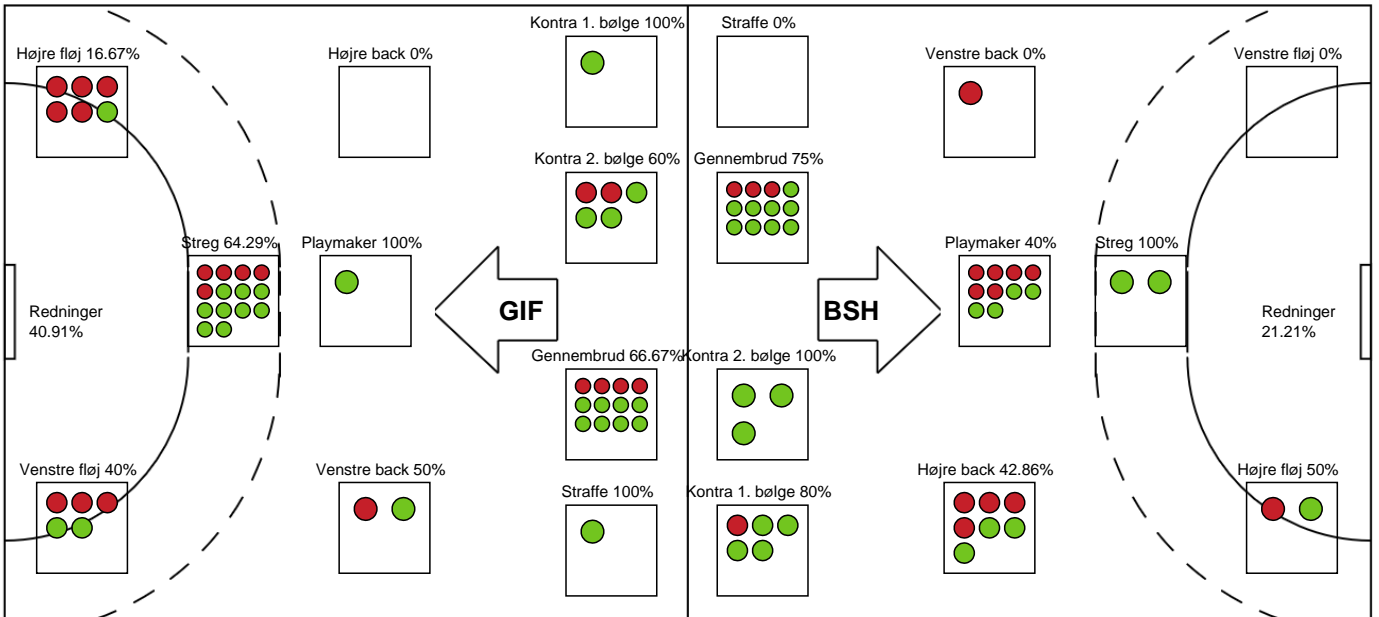 Kontra 1. bølge 100%
Straffe 0%
Højre fløj 16.67%
Højre back 0%
Venstre back 0%
Venstre fløj 0%
Kontra 2. bølge 60%
Gennembrud 75%
Streg 64.29%
Playmaker 100%
Playmaker 40%
Streg 100%
Redninger
40.91%
GIF
BSH
Redninger
21.21%
Gennembrud 66.67%
Kontra 2. bølge 100%
Venstre fløj 40%
Venstre back 50%
Højre back 42.86%
Højre fløj 50%
Straffe 100%
Kontra 1. bølge 80%